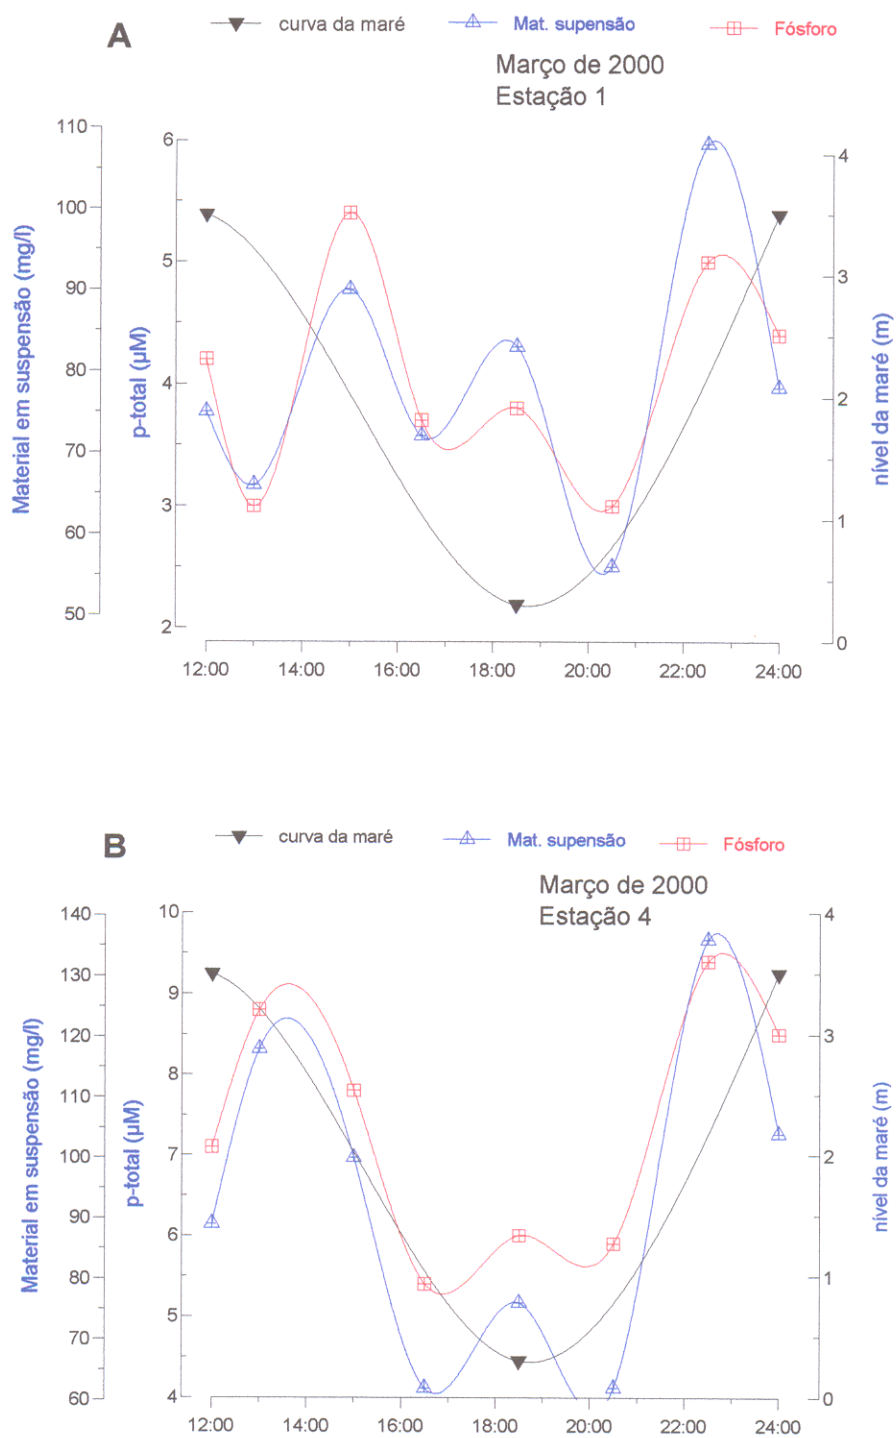 A
curva da maré
Mat. supensão
Fósforo
Março de 2000
Estação 1
110
100
90
80
70
60
50
Material em suspensão (mg/l)
6
5
4
3
2
p-total (µM)
4
3
2
1
0
nível da maré (m)
12:00 14:00 16:00 18:00 20:00 22:00 24:00
B
curva da maré
Mat. supensão
Fósforo
Março de 2000
Estação 4
140
130
120
110
100
90
80
70
60
Material em suspensão (mg/l)
10
9
8
7
6
5
4
p-total (µM)
4
3
2
1
0
nível da maré (m)
12:00 14:00 16:00 18:00 20:00 22:00 24:00